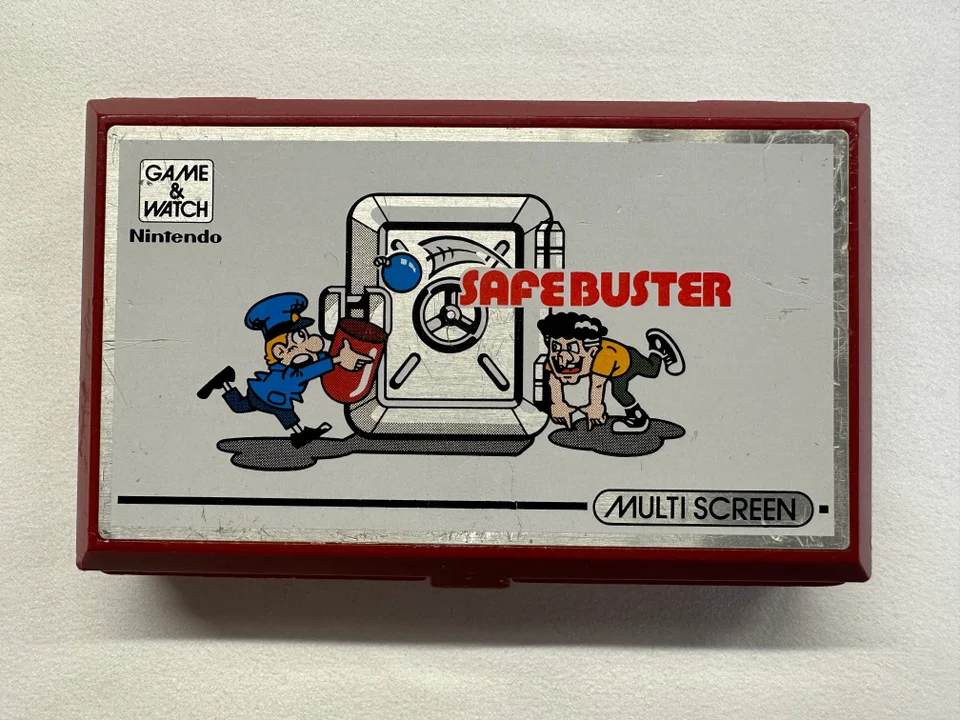 GAME
&
WATCH
Nintendo
SAFEBUSTER
MULTI SCREEN